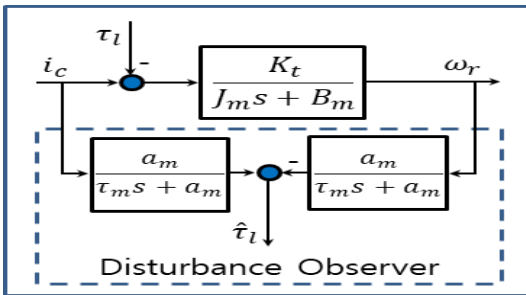 τ_l
-
i_c
K_t
J_m s + B_m
ω_r
a_m
τ_m s + a_m
-
a_m
τ_m s + a_m
τ̂_l
Disturbance Observer